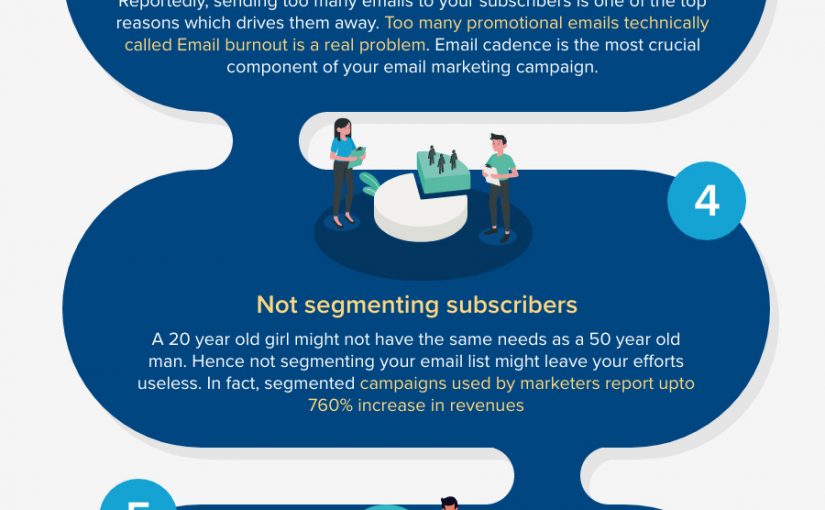 Reportedly, sending too many emails to your subscribers is one of the top
reasons which drives them away. Too many promotional emails technically
called Email burnout is a real problem. Email cadence is the most crucial
component of your email marketing campaign.
4
Not segmenting subscribers
A 20 year old girl might not have the same needs as a 50 year old
man. Hence not segmenting your email list might leave your efforts
useless. In fact, segmented campaigns used by marketers report upto
760% increase in revenues
5